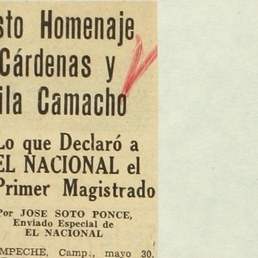 sto Homenaje
Cárdenas y
ila Camacho
Lo que Declaró a
EL NACIONAL el
Primer Magistrado
Por JOSE SOTO PONCE,
Enviado Especial de
EL NACIONAL
MPECHE, Camp., mayo 30.